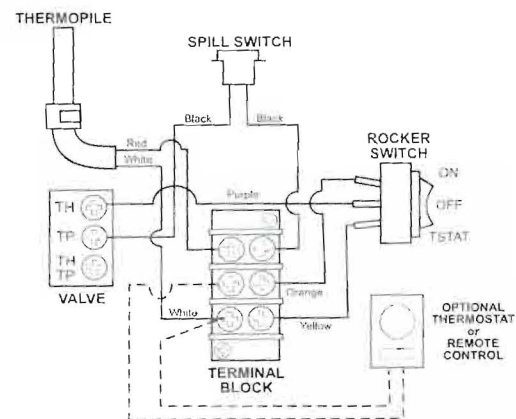 THERMOPILE
SPILL SWITCH
Black
Black
Red
White
ROCKER
SWITCH
ON
OFF
TSTAT
Purple
TH
TP
TH
TP
VALVE
Orange
White
Yellow
TERMINAL
BLOCK
OPTIONAL
THERMOSTAT
or
REMOTE
CONTROL